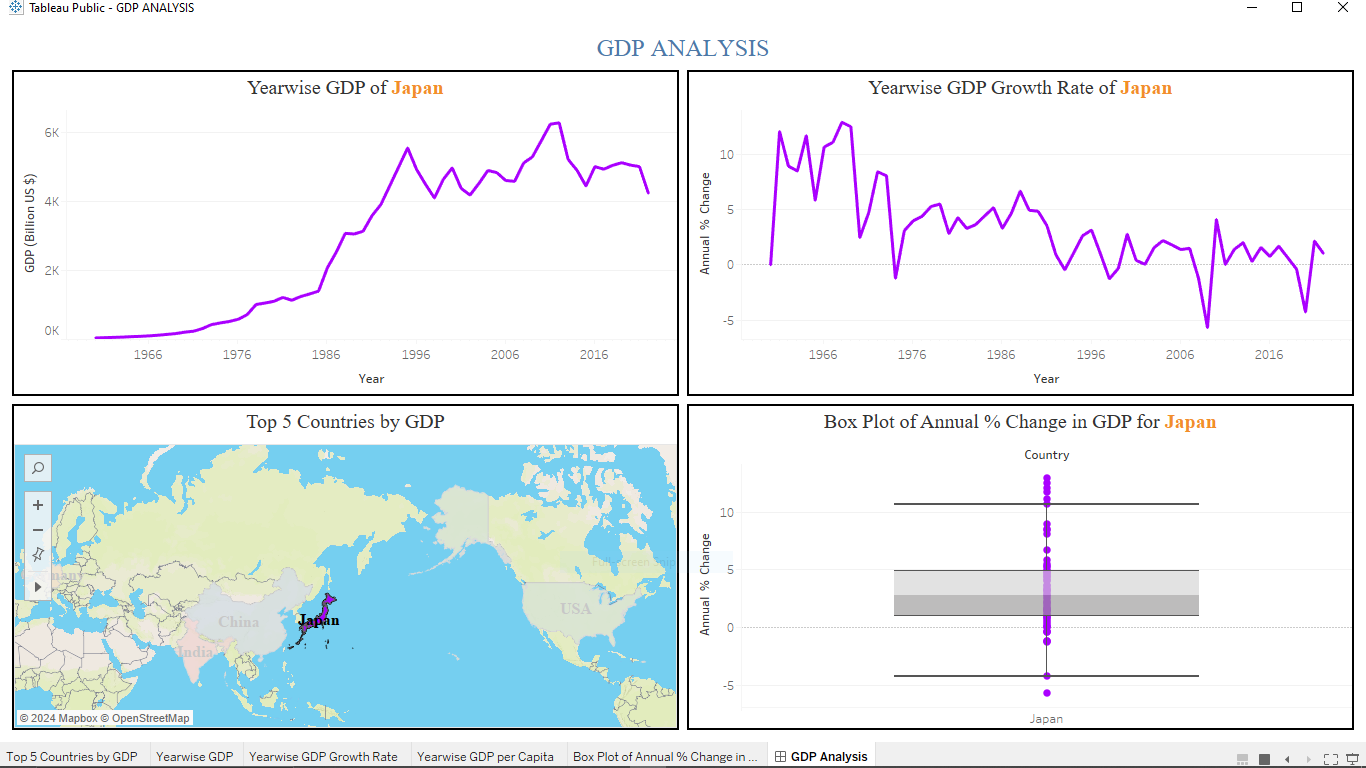 Tableau Public - GDP ANALYSIS
GDP ANALYSIS
Yearwise GDP of Japan
6K
4K
2K
0K
GDP (Billion US $)
1966 1976 1986 1996 2006 2016
Year
Yearwise GDP Growth Rate of Japan
10
5
0
-5
Annual % Change
1966 1976 1986 1996 2006 2016
Year
Top 5 Countries by GDP
China
Japan
India
USA
© 2024 Mapbox © OpenStreetMap
Box Plot of Annual % Change in GDP for Japan
Country
10
5
0
-5
Annual % Change
Japan
Top 5 Countries by GDP
Yearwise GDP
Yearwise GDP Growth Rate
Yearwise GDP per Capita
Box Plot of Annual % Change in ...
GDP Analysis